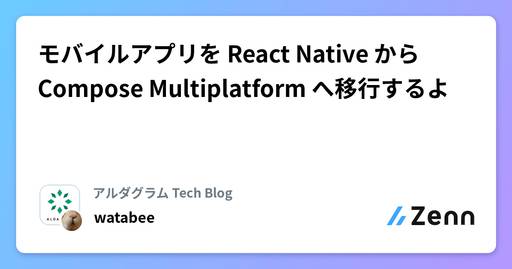 モバイルアプリを React Native から
Compose Multiplatform へ移行するよ
アルダグラム Tech Blog
watabee
Zenn